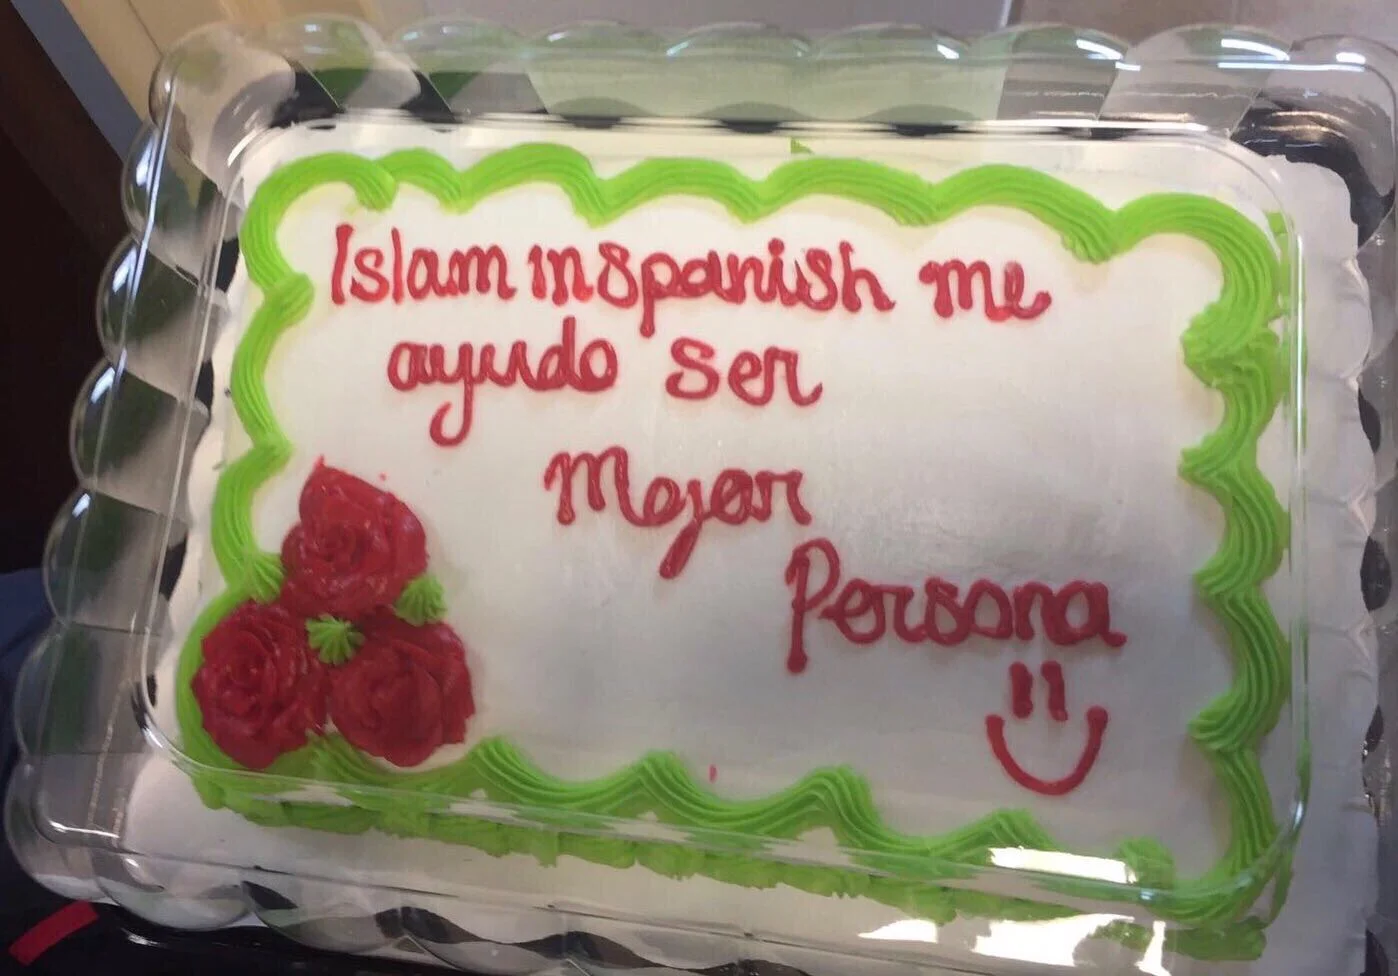 Islam in Spanish me
ayudo ser
Mejor
Persona